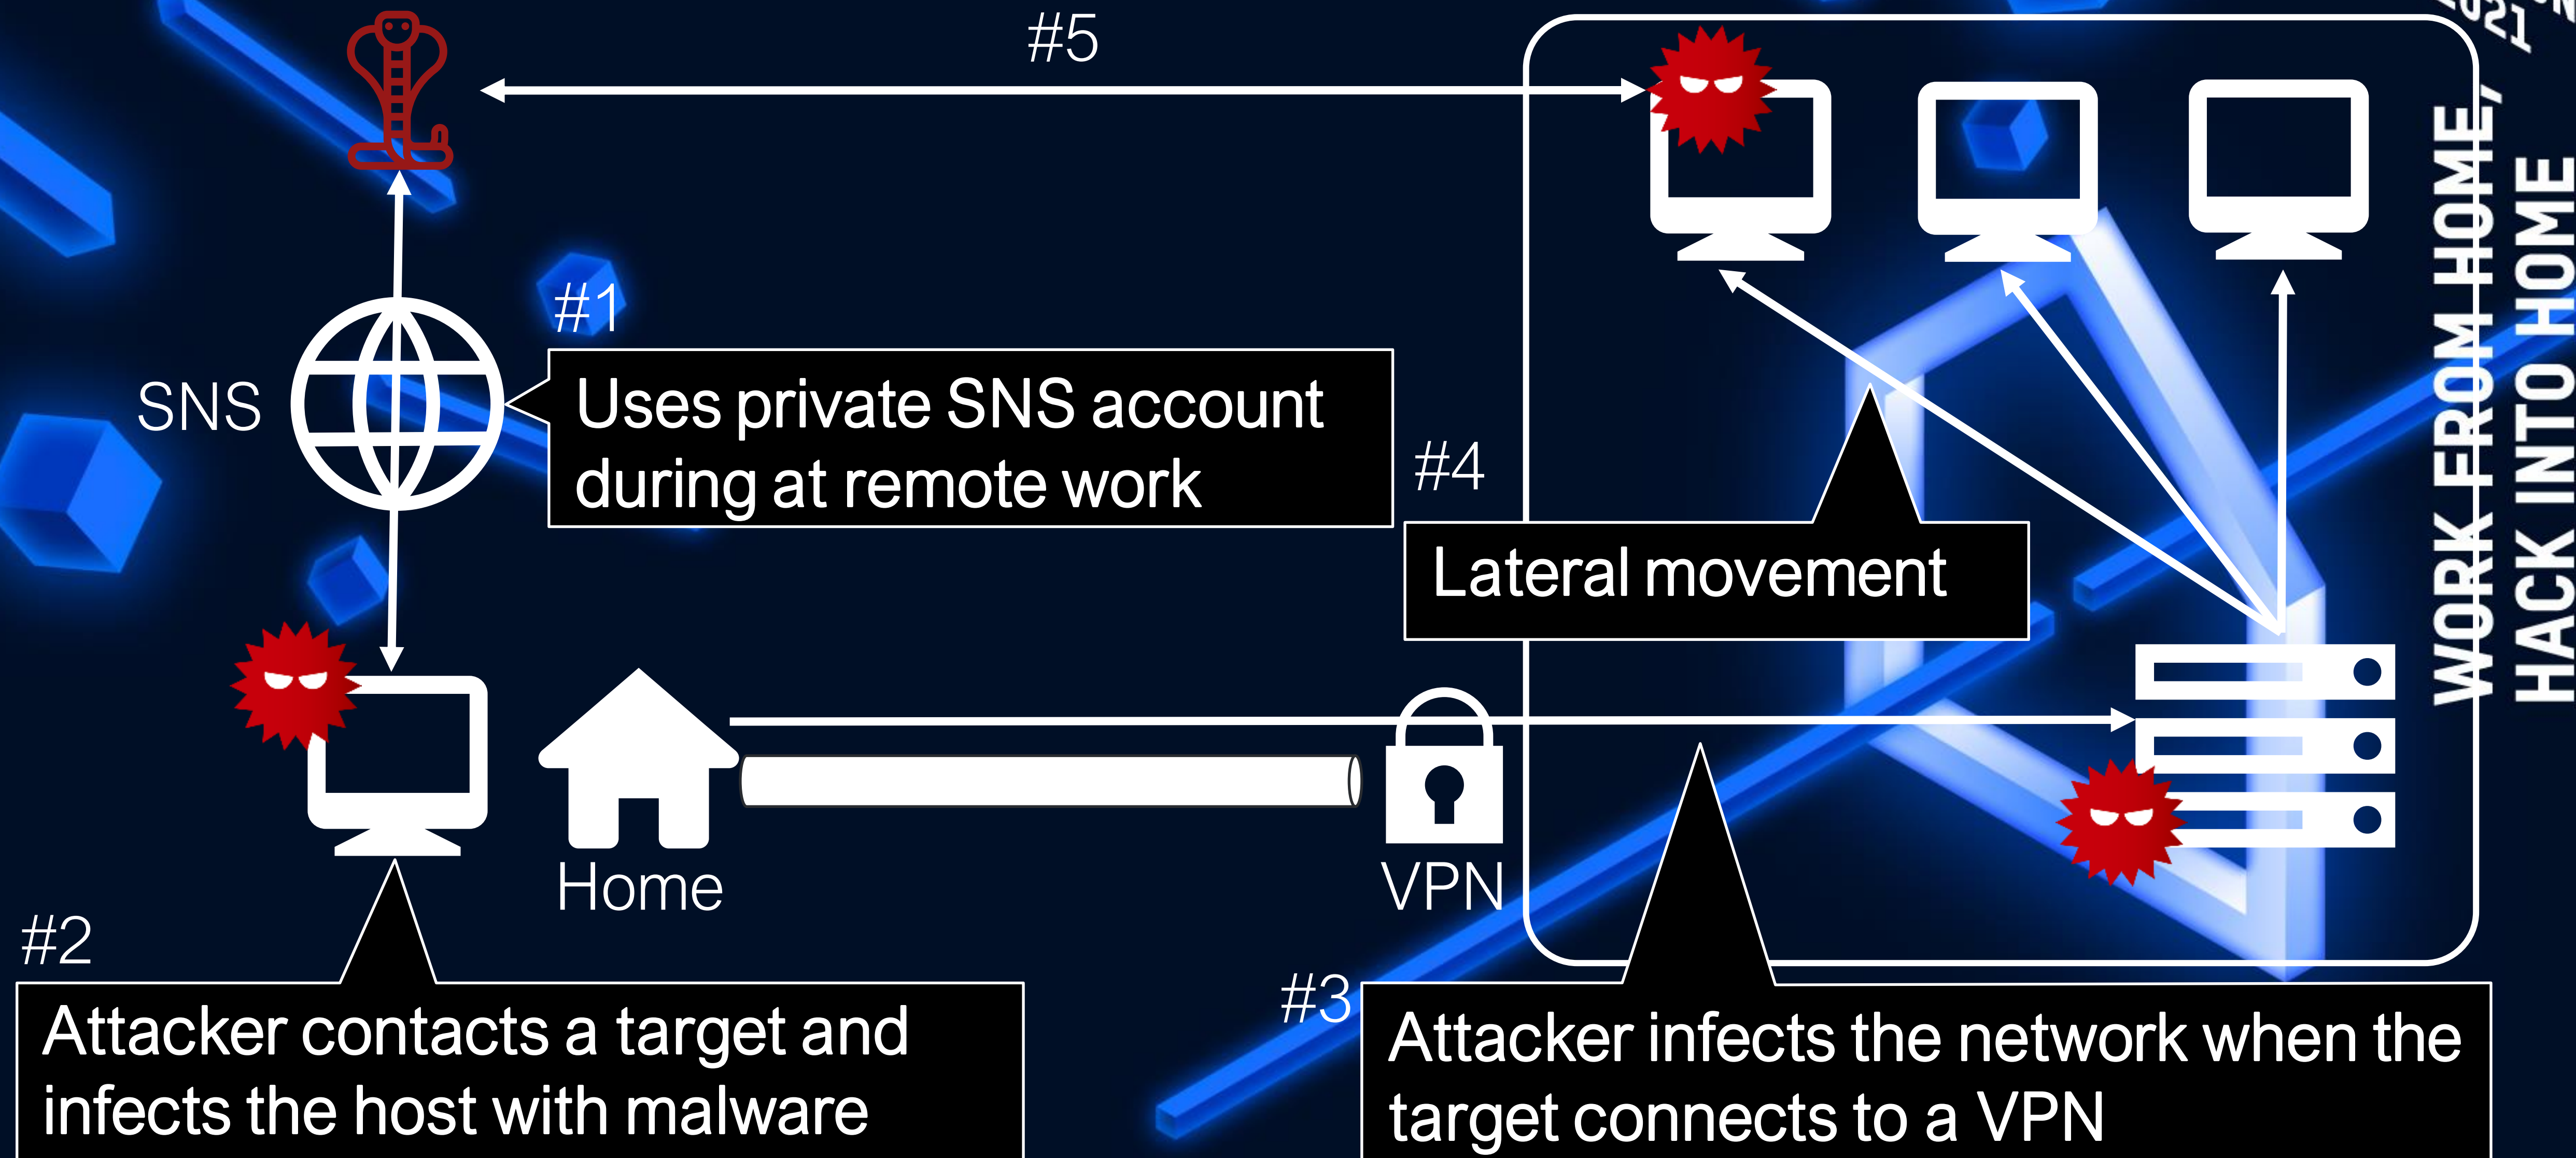 #5
#1
SNS
Uses private SNS account
during at remote work
#4
Lateral movement
Home
VPN
#2
Attacker contacts a target and
infects the host with malware
#3
Attacker infects the network when the
target connects to a VPN
WORK FROM HOME,
HACK INTO HOME
2021